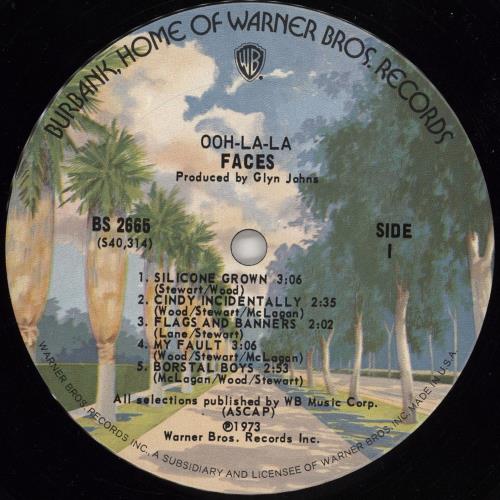 BURBANK, HOME OF WARNER BROS. RECORDS
WB
OOH-LA-LA
FACES
Produced by Glyn Johns
BS 2665
(S40,314)
SIDE
I
1. SILICONE GROWN 3:06
(Stewart/Wood)
2. CINDY INCIDENTALLY 2:35
(Wood/Stewart/McLagan)
3. FLAGS AND BANNERS 2:02
(Lane/Stewart)
4. MY FAULT 3:06
(Wood/Stewart/McLagan)
5. BORSTAL BOYS 2:53
(McLagan/Wood/Stewart)
All selections published by WB Music Corp.
(ASCAP)
℗1973
Warner Bros. Records Inc.
WARNER BROS. RECORDS INC., A SUBSIDIARY AND LICENSEE OF WARNER BROS. INC. MADE IN U.S.A.